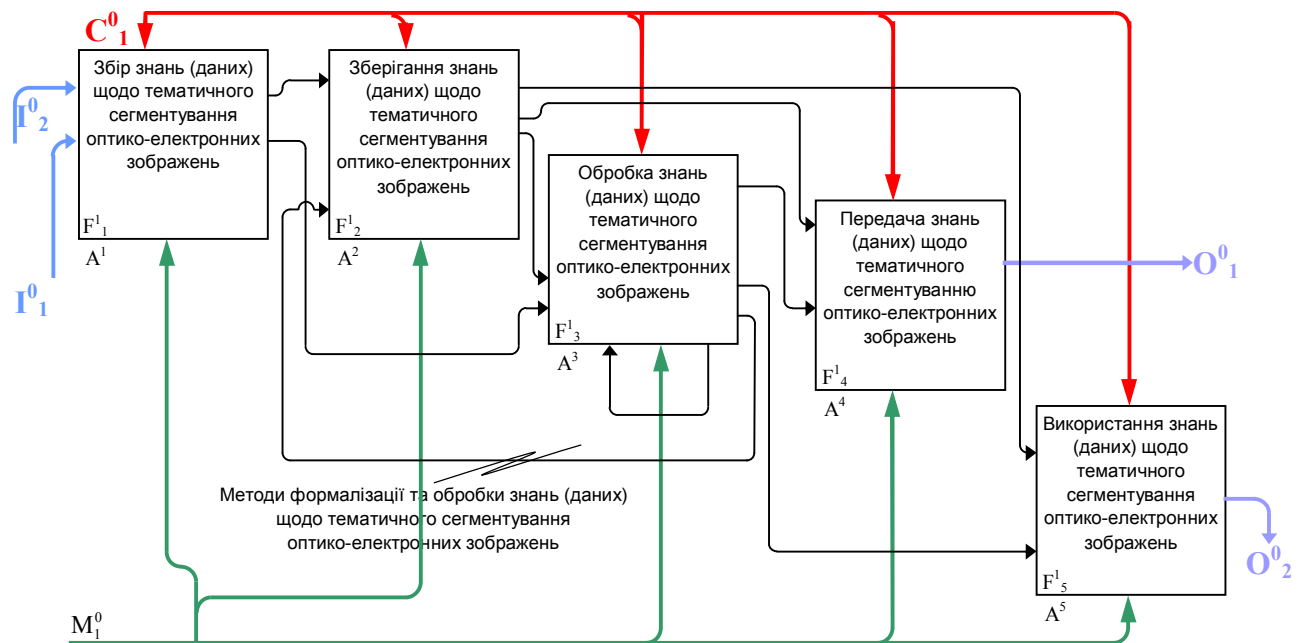 C⁰₁
I⁰₂
I⁰₁
Збір знань (даних)
щодо тематичного
сегментування
оптико-електронних
зображень
F¹₁
A¹
Зберігання знань
(даних) щодо
тематичного
сегментування
оптико-електронних
зображень
F¹₂
A²
Обробка знань
(даних) щодо
тематичного
сегментування
оптико-електронних
зображень
F¹₃
A³
Передача знань
(даних) щодо
тематичного
сегментуванню
оптико-електронних
зображень
F¹₄
A⁴
O⁰₁
Використання знань
(даних) щодо
тематичного
сегментування
оптико-електронних
зображень
F¹₅
A⁵
O⁰₂
Методи формалізації та обробки знань (даних)
щодо тематичного сегментування
оптико-електронних зображень
M⁰₁